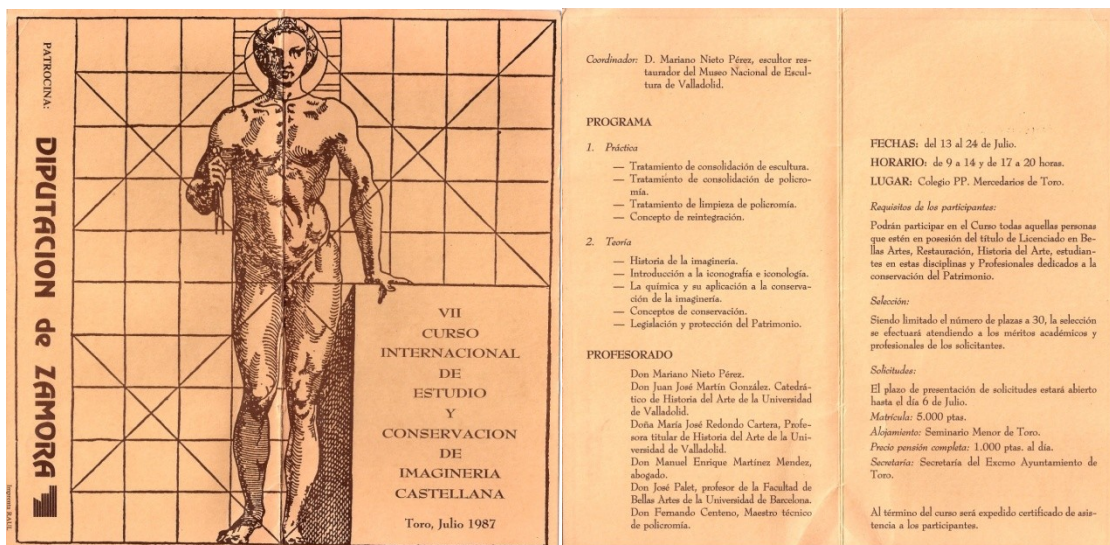 PATROCINA:
DIPUTACION de ZAMORA
Imprenta RAUL
VII
CURSO
INTERNACIONAL
DE
ESTUDIO
Y
CONSERVACION
DE
IMAGINERIA
CASTELLANA
Toro, Julio 1987
Coordinador: D. Mariano Nieto Pérez, escultor res-
taurador del Museo Nacional de Escul-
tura de Valladolid.
PROGRAMA
1. Práctica
— Tratamiento de consolidación de escultura.
— Tratamiento de consolidación de policro-
mía.
— Tratamiento de limpieza de policromía.
— Concepto de reintegración.
2. Teoría
— Historia de la imaginería.
— Introducción a la iconografía e iconología.
— La química y su aplicación a la conserva-
ción de la imaginería.
— Conceptos de conservación.
— Legislación y protección del Patrimonio.
PROFESORADO
Don Mariano Nieto Pérez.
Don Juan José Martín González. Catedrá-
tico de Historia del Arte de la Universidad
de Valladolid.
Doña María José Redondo Cartera, Profe-
sora titular de Historia del Arte de la Uni-
versidad de Valladolid.
Don Manuel Enrique Martínez Mendez,
abogado.
Don José Palet, profesor de la Facultad de
Bellas Artes de la Universidad de Barcelona.
Don Fernando Centeno, Maestro técnico
de policromía.
FECHAS: del 13 al 24 de Julio.
HORARIO: de 9 a 14 y de 17 a 20 horas.
LUGAR: Colegio PP. Mercedarios de Toro.
Requisitos de los participantes:
Podrán participar en el Curso todas aquellas personas
que estén en posesión del título de Licenciado en Be-
llas Artes, Restauración, Historia del Arte, estudian-
tes en estas disciplinas y Profesionales dedicados a la
conservación del Patrimonio.
Selección:
Siendo limitado el número de plazas a 30, la selección
se efectuará atendiendo a los méritos académicos y
profesionales de los solicitantes.
Solicitudes:
El plazo de presentación de solicitudes estará abierto
hasta el día 6 de Julio.
Matrícula: 5.000 ptas.
Alojamiento: Seminario Menor de Toro.
Precio pensión completa: 1.000 ptas. al día.
Secretaría: Secretaría del Excmo Ayuntamiento de
Toro.
Al término del curso será expedido certificado de asis-
tencia a los participantes.